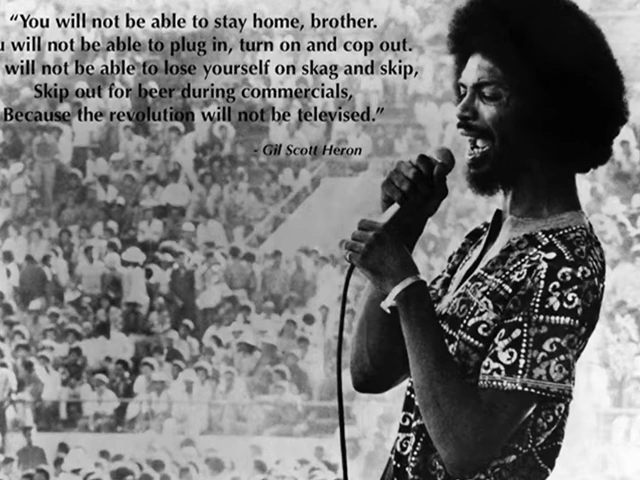 “You will not be able to stay home, brother.
u will not be able to plug in, turn on and cop out.
will not be able to lose yourself on skag and skip,
Skip out for beer during commercials,
Because the revolution will not be televised.”
- Gil Scott Heron